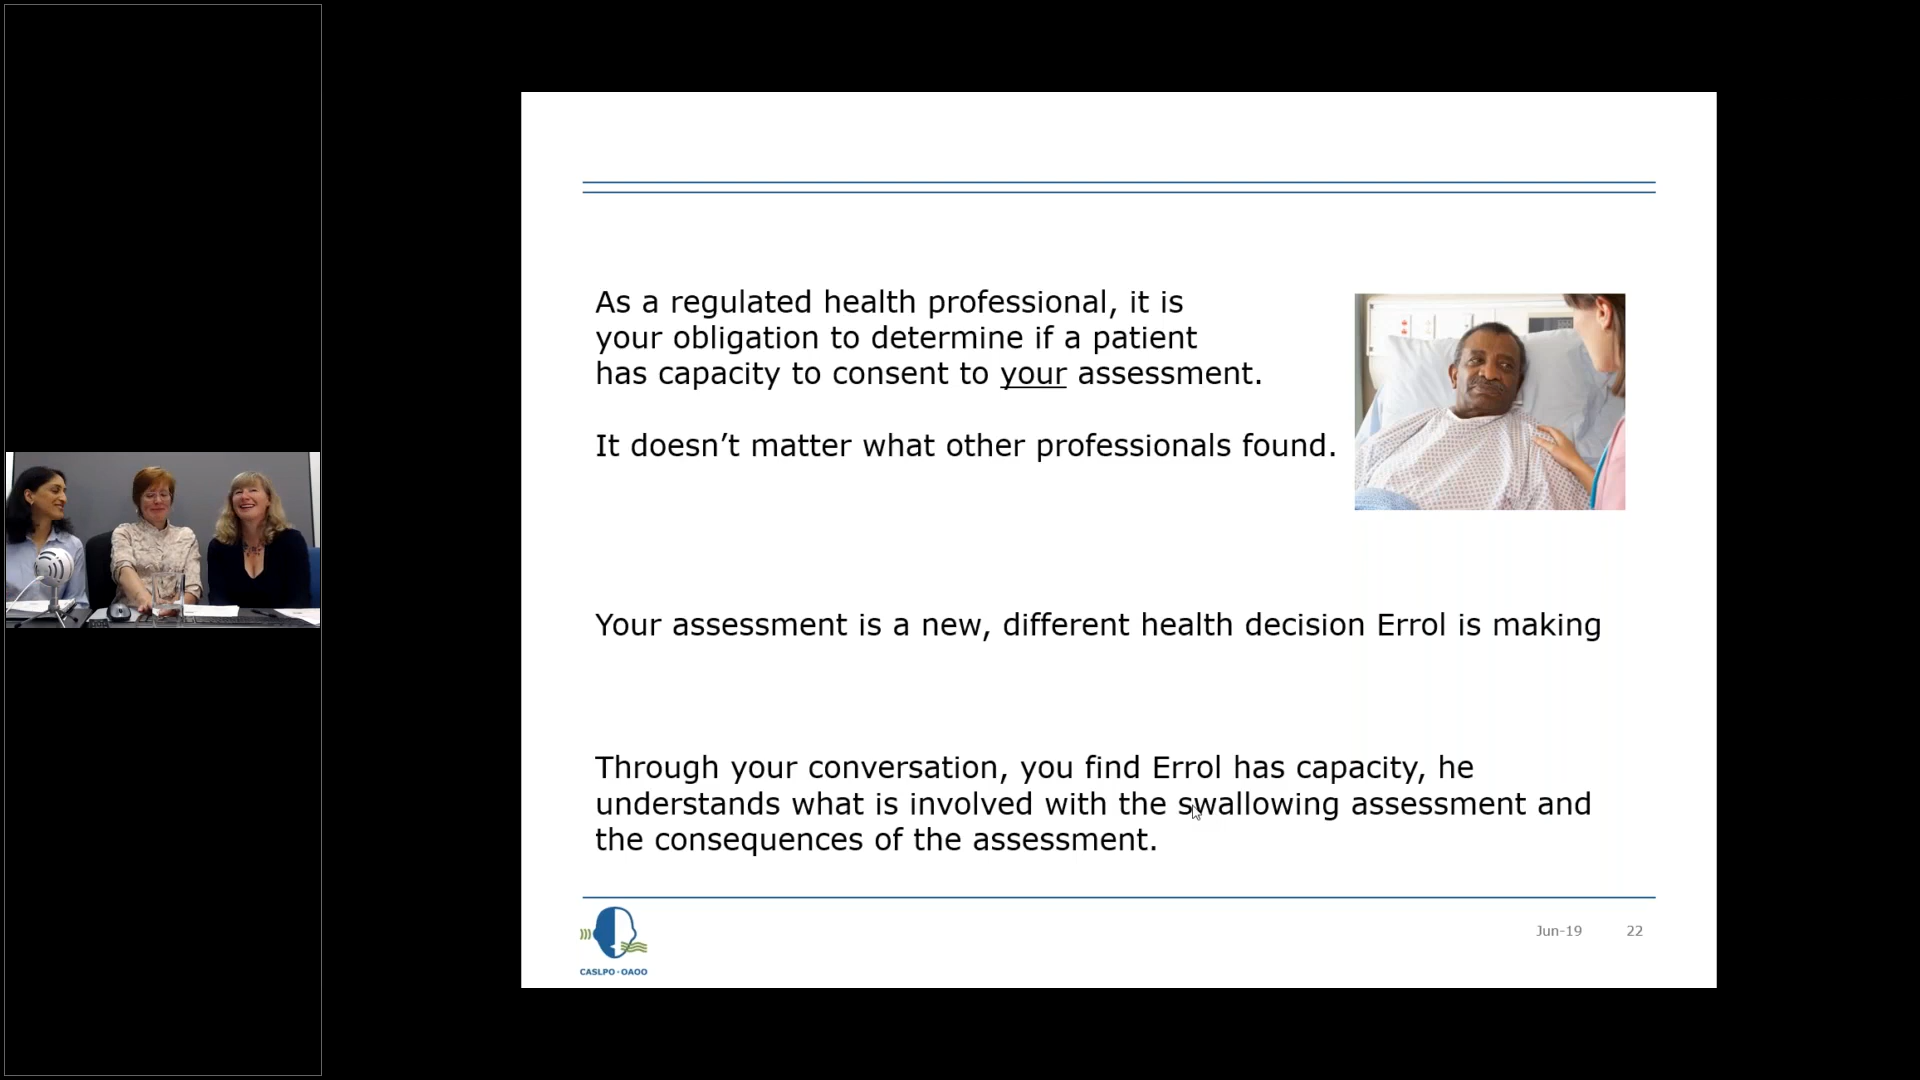 As a regulated health professional, it is
your obligation to determine if a patient
has capacity to consent to your assessment.
It doesn’t matter what other professionals found.
Your assessment is a new, different health decision Errol is making
Through your conversation, you find Errol has capacity, he
understands what is involved with the swallowing assessment and
the consequences of the assessment.
CASLPO•OAOO
Jun-19 22